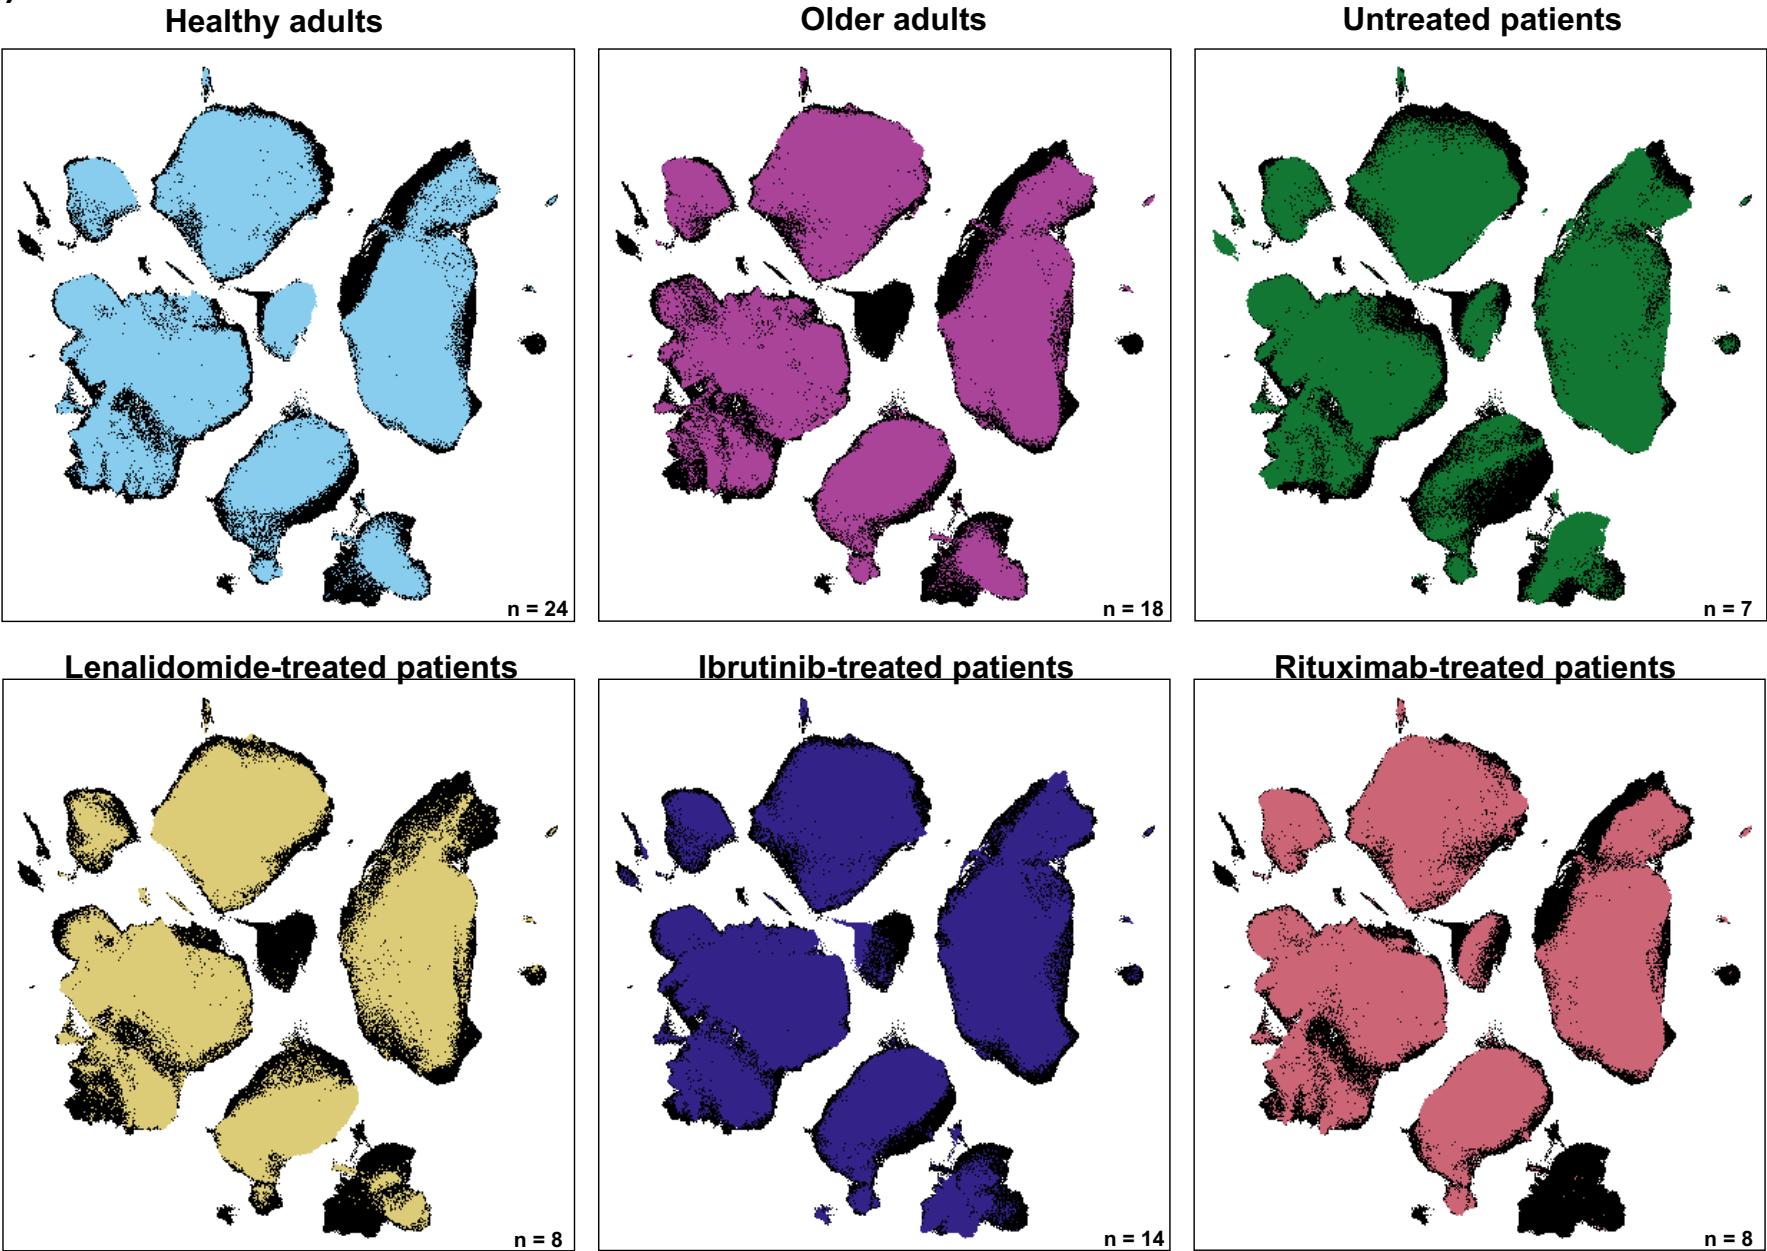 Healthy adults
Older adults
Untreated patients
n = 24
n = 18
n = 7
Lenalidomide-treated patients
Ibrutinib-treated patients
Rituximab-treated patients
n = 8
n = 14
n = 8